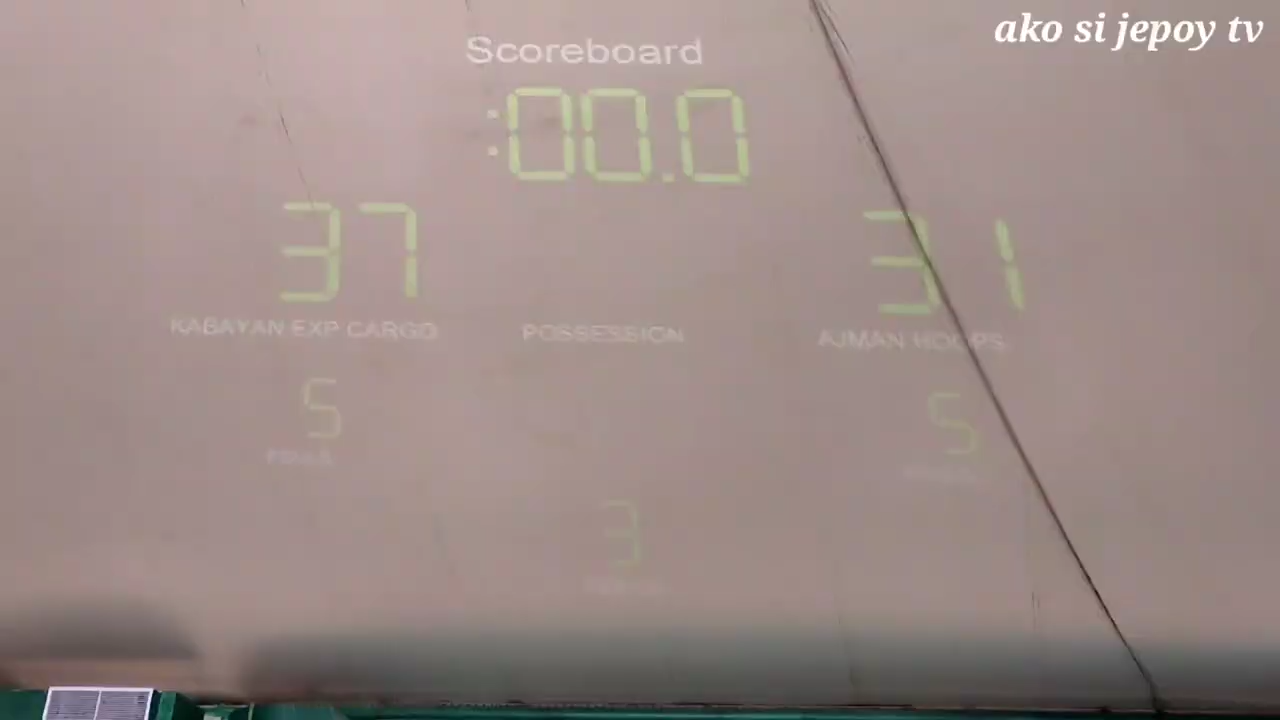 ako si jepoy tv
Scoreboard
:00.0
37
31
KABAYAN EXP CARGO
POSSESSION
AJMAN HOOPS
5
5
3